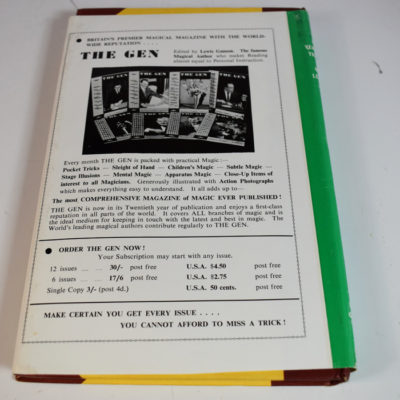 ● BRITAIN'S PREMIER MAGICAL MAGAZINE WITH THE WORLD-
WIDE REPUTATION . . . .
THE GEN
Edited by Lewis Ganson. The famous
Magical Author who makes Reading
almost equal to Personal Instruction.
Every month THE GEN is packed with practical Magic :—
Pocket Tricks — Sleight of Hand — Children's Magic — Subtle Magic —
Stage Illusions — Mental Magic — Apparatus Magic — Close-Up Items of
interest to all Magicians. Generously illustrated with Action Photographs
which makes everything easy to understand. It all adds up to—
The most COMPREHENSIVE MAGAZINE of MAGIC EVER PUBLISHED !
THE GEN is now in its Twentieth year of publication and enjoys a first-class
reputation in all parts of the world. It covers ALL branches of magic and is
the ideal medium for keeping in touch with the latest and best in magic. The
World's leading magical authors contribute regularly to THE GEN.
● ORDER THE GEN NOW !
Your Subscription may start with any issue.
12 issues ... ... 30/- post free U.S.A. $4.50 post free
6 issues ... ... 17/6 post free U.S.A. $2.75 post free
Single Copy 3/- (post 4d.) U.S.A. 50 cents. post free
MAKE CERTAIN YOU GET EVERY ISSUE . . . .
YOU CANNOT AFFORD TO MISS A TRICK !